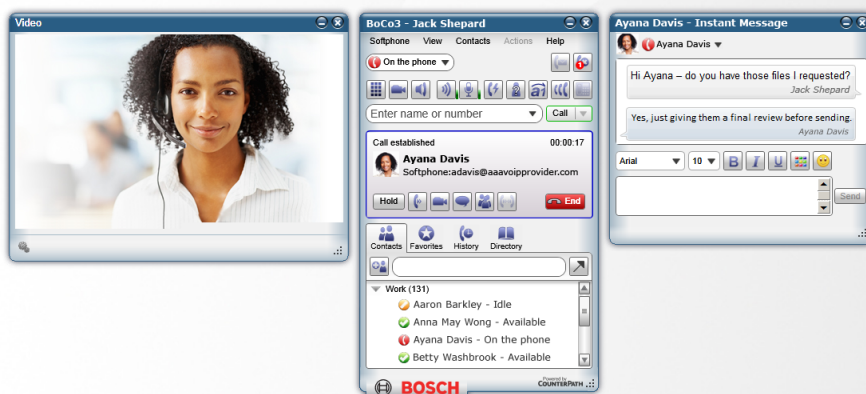 Video
BoCo3 - Jack Shepard
Softphone View Contacts Actions Help
On the phone
1
Enter name or number
Call
Call established 00:00:17
Ayana Davis
Softphone:adavis@aaavoipprovider.com
Hold
End
Contacts Favorites History Directory
Work (131)
Aaron Barkley - Idle
Anna May Wong - Available
Ayana Davis - On the phone
Betty Washbrook - Available
BOSCH
Powered by
COUNTERPATH
Ayana Davis - Instant Message
Ayana Davis
Hi Ayana – do you have those files I requested?
Jack Shepard
Yes, just giving them a final review before sending.
Ayana Davis
Arial 10 B I U
Send